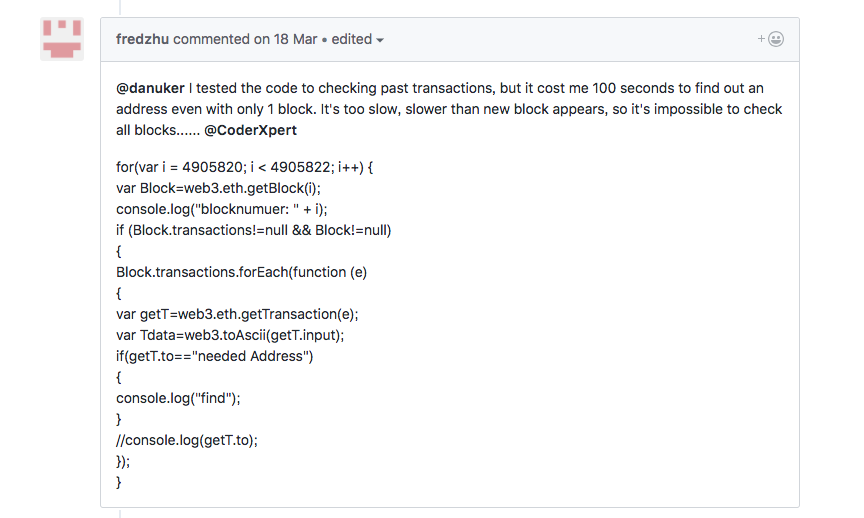 fredzhu commented on 18 Mar • edited
@danuker I tested the code to checking past transactions, but it cost me 100 seconds to find out an
address even with only 1 block. It's too slow, slower than new block appears, so it's impossible to check
all blocks...... @CoderXpert
for(var i = 4905820; i < 4905822; i++) {
var Block=web3.eth.getBlock(i);
console.log("blocknumuer: " + i);
if (Block.transactions!=null && Block!=null)
{
Block.transactions.forEach(function (e)
{
var getT=web3.eth.getTransaction(e);
var Tdata=web3.toAscii(getT.input);
if(getT.to=="needed Address")
{
console.log("find");
}
//console.log(getT.to);
});
}